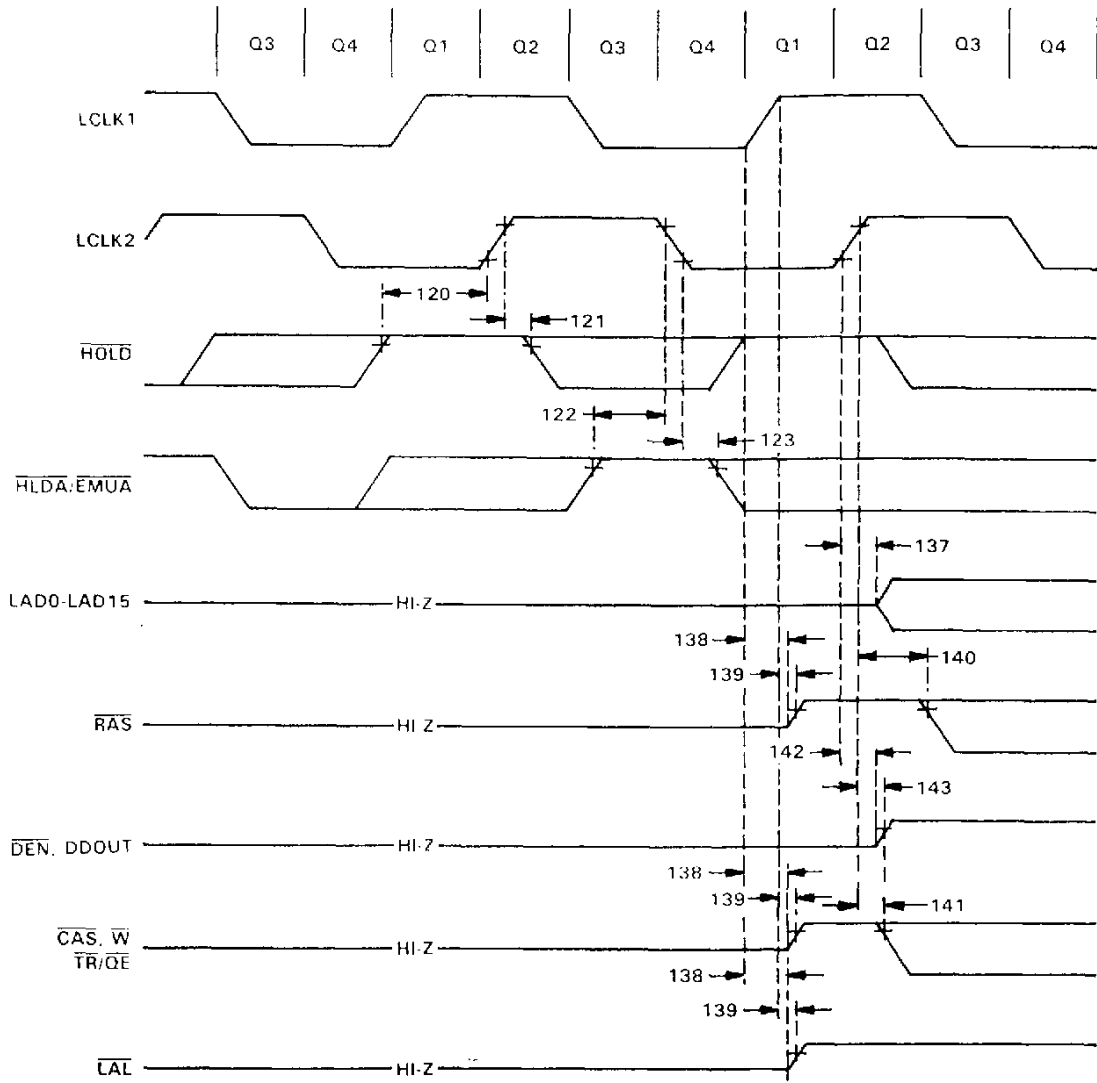 Q3 Q4 Q1 Q2 Q3 Q4 Q1 Q2 Q3 Q4
LCLK1
LCLK2
120
121
HOLD
122
123
HLDA/EMUA
137
LAD0-LAD15 HI-Z
138
140
139
RAS HI-Z
142
143
DEN, DDOUT HI-Z
138
139 141
CAS, W
TR/QE HI-Z
138
139
LAL HI-Z